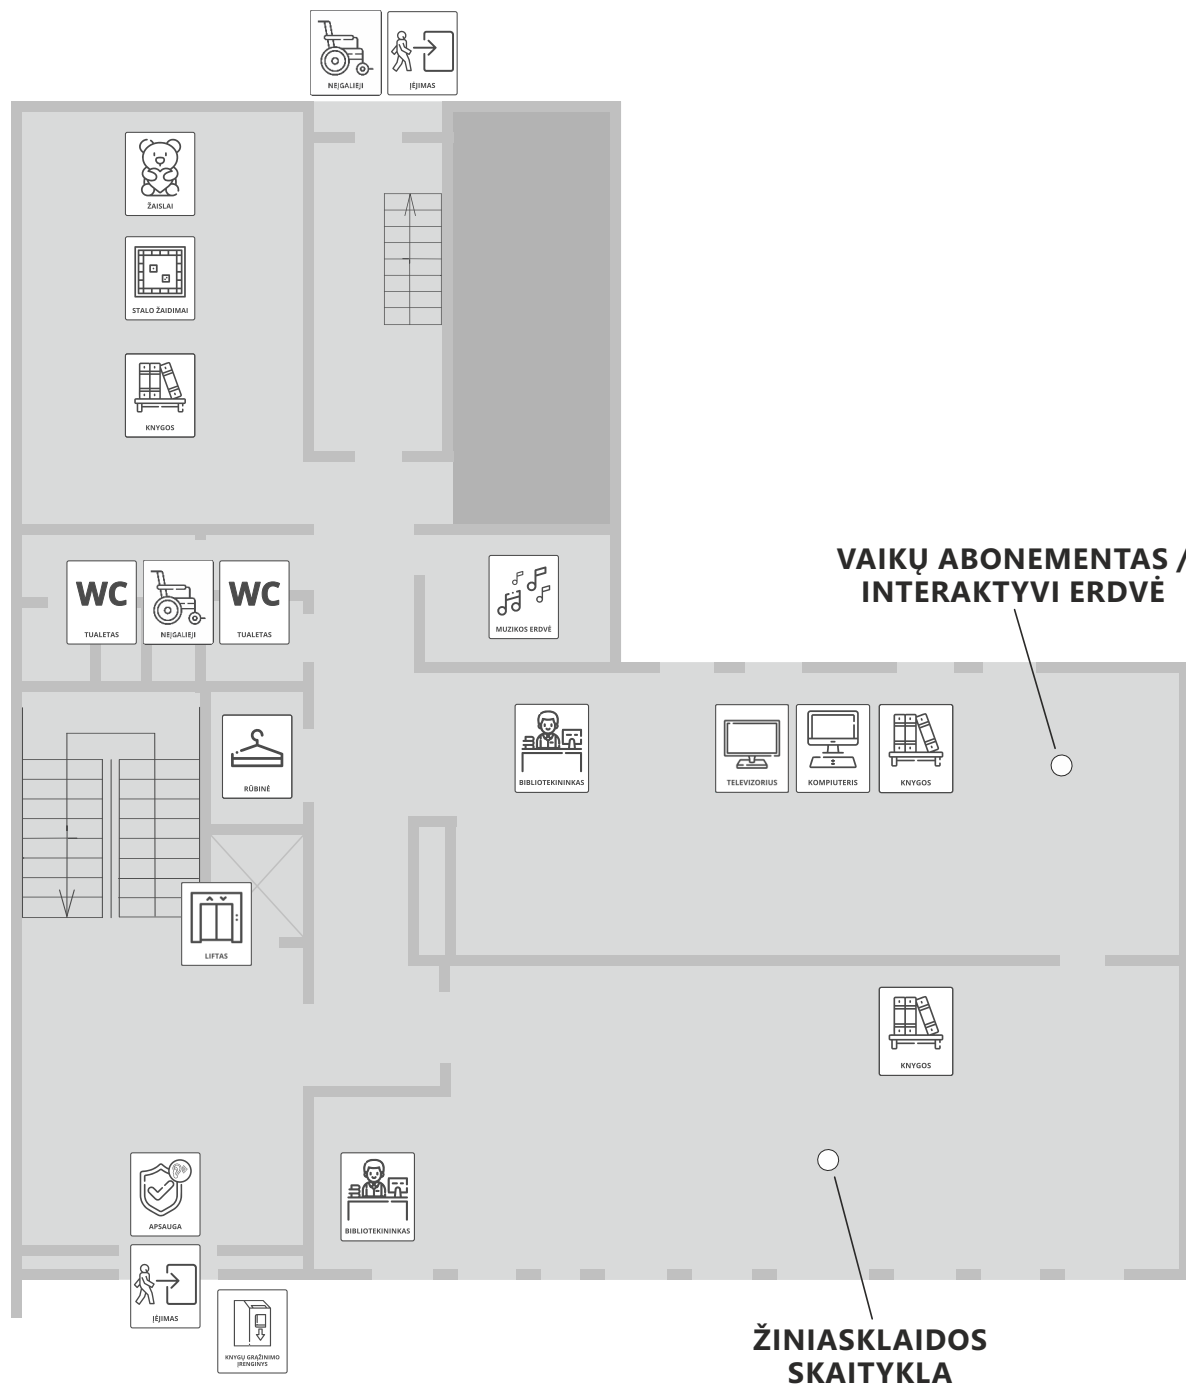 NEĮGALIEJI
ĮĖJIMAS
ŽAISLAI
STALO ŽAIDIMAI
KNYGOS
VAIKŲ ABONEMENTAS /
INTERAKTYVI ERDVĖ
WC
TUALETAS
NEĮGALIEJI
WC
TUALETAS
MUZIKOS ERDVĖ
RŪBINĖ
BIBLIOTEKININKAS
TELEVIZORIUS
KOMPIUTERIS
KNYGOS
LIFTAS
KNYGOS
APSAUGA
BIBLIOTEKININKAS
ĮĖJIMAS
KNYGŲ GRĄŽINIMO
ĮRENGINYS
ŽINIASKLAIDOS
SKAITYKLA